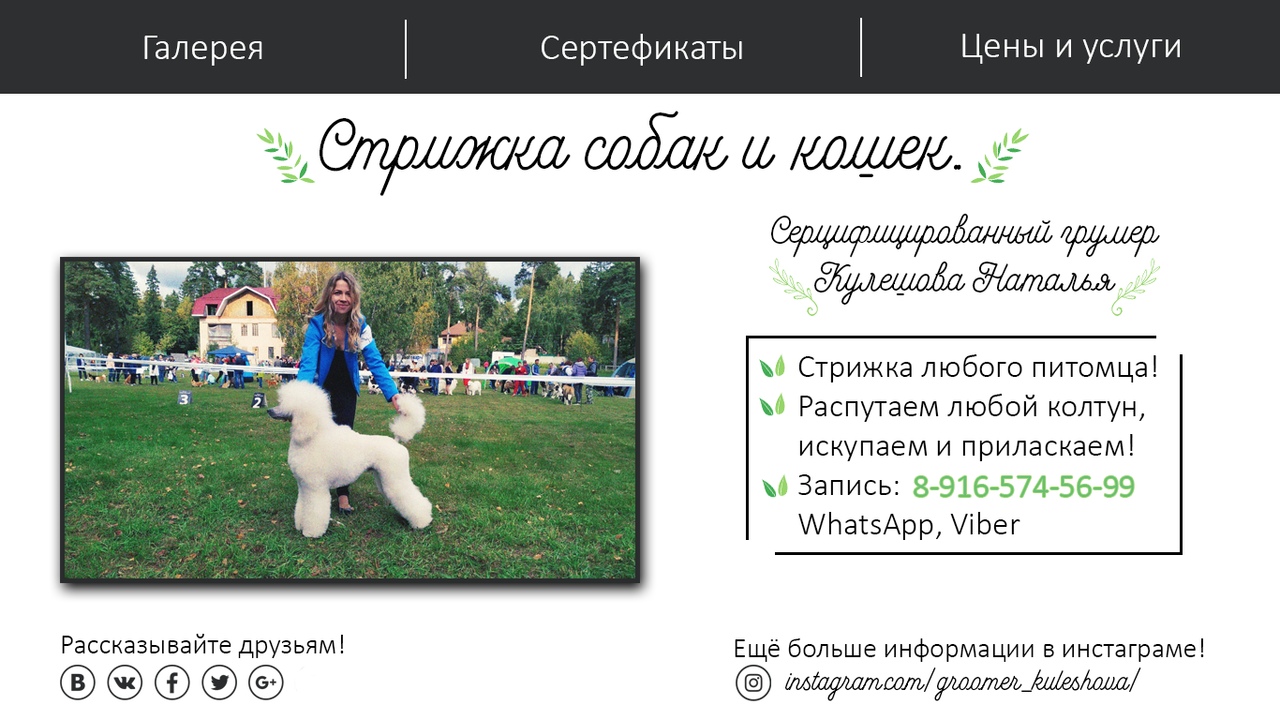 Галерея
Сертефикаты
Цены и услуги
Стрижка собак и кошек.
Серцифицированный грумер
Кулешова Наталья
3
2
Стрижка любого питомца!
Распутаем любой колтун,
искупаем и приласкаем!
Запись: 8-916-574-56-99
WhatsApp, Viber
Рассказывайте друзьям!
Ещё больше информации в инстаграме!
instagram.com/groomer_kuleshova/